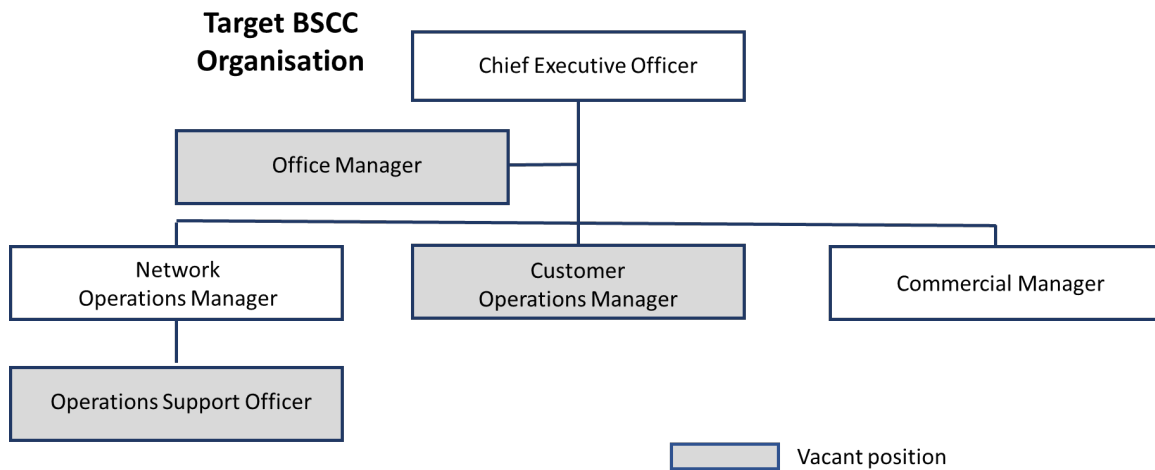 Target BSCC
Organisation
Chief Executive Officer
Office Manager
Network
Operations Manager
Customer
Operations Manager
Commercial Manager
Operations Support Officer
Vacant position